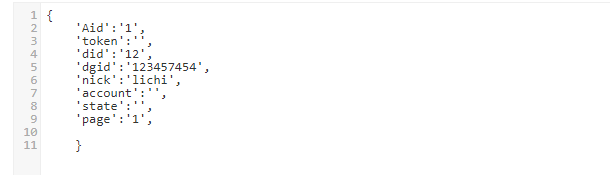 1 {
2 'Aid':'1',
3 'token':'',
4 'did':'12',
5 'dgid':'123457454',
6 'nick':'lichi',
7 'account':'',
8 'state':'',
9 'page':'1',
10
11 }